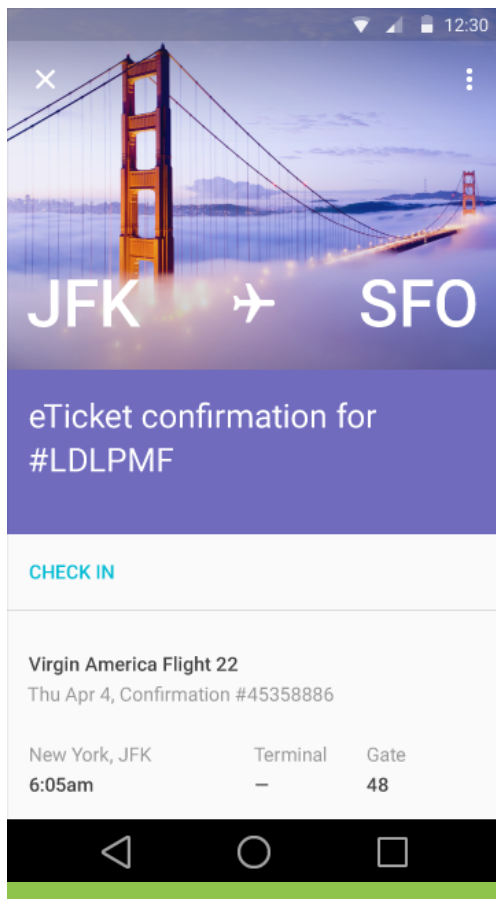 12:30
JFK SFO
eTicket confirmation for
#LDLPMF
CHECK IN
Virgin America Flight 22
Thu Apr 4, Confirmation #45358886
New York, JFK Terminal Gate
6:05am – 48